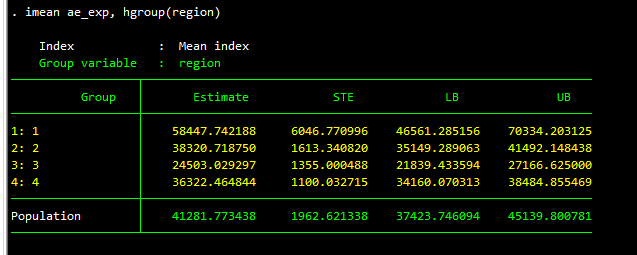 . imean ae_exp, hgroup(region)
Index : Mean index
Group variable : region
Group Estimate STE LB UB
1: 1 58447.742188 6046.770996 46561.285156 70334.203125
2: 2 38320.718750 1613.340820 35149.289063 41492.148438
3: 3 24503.029297 1355.000488 21839.433594 27166.625000
4: 4 36322.464844 1100.032715 34160.070313 38484.855469
Population 41281.773438 1962.621338 37423.746094 45139.800781